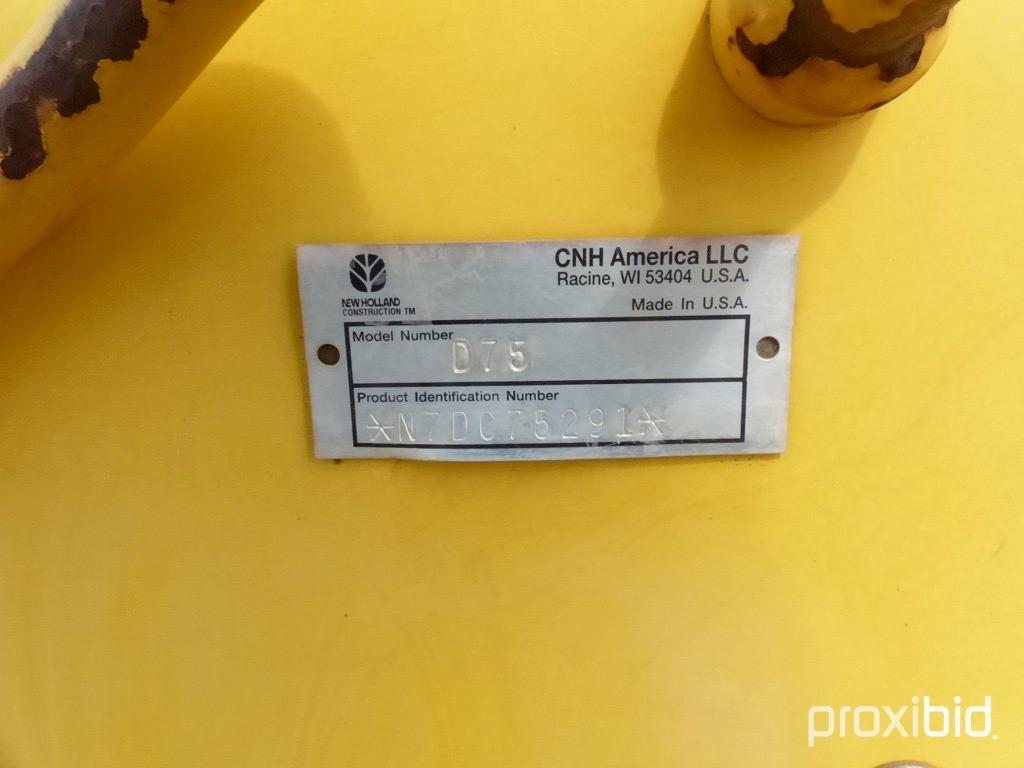 CNH America LLC
Racine, WI 53404 U.S.A.
Made In U.S.A.
NEW HOLLAND
CONSTRUCTION TM
Model Number
D75
Product Identification Number
*N7DC75291*
proxibid.